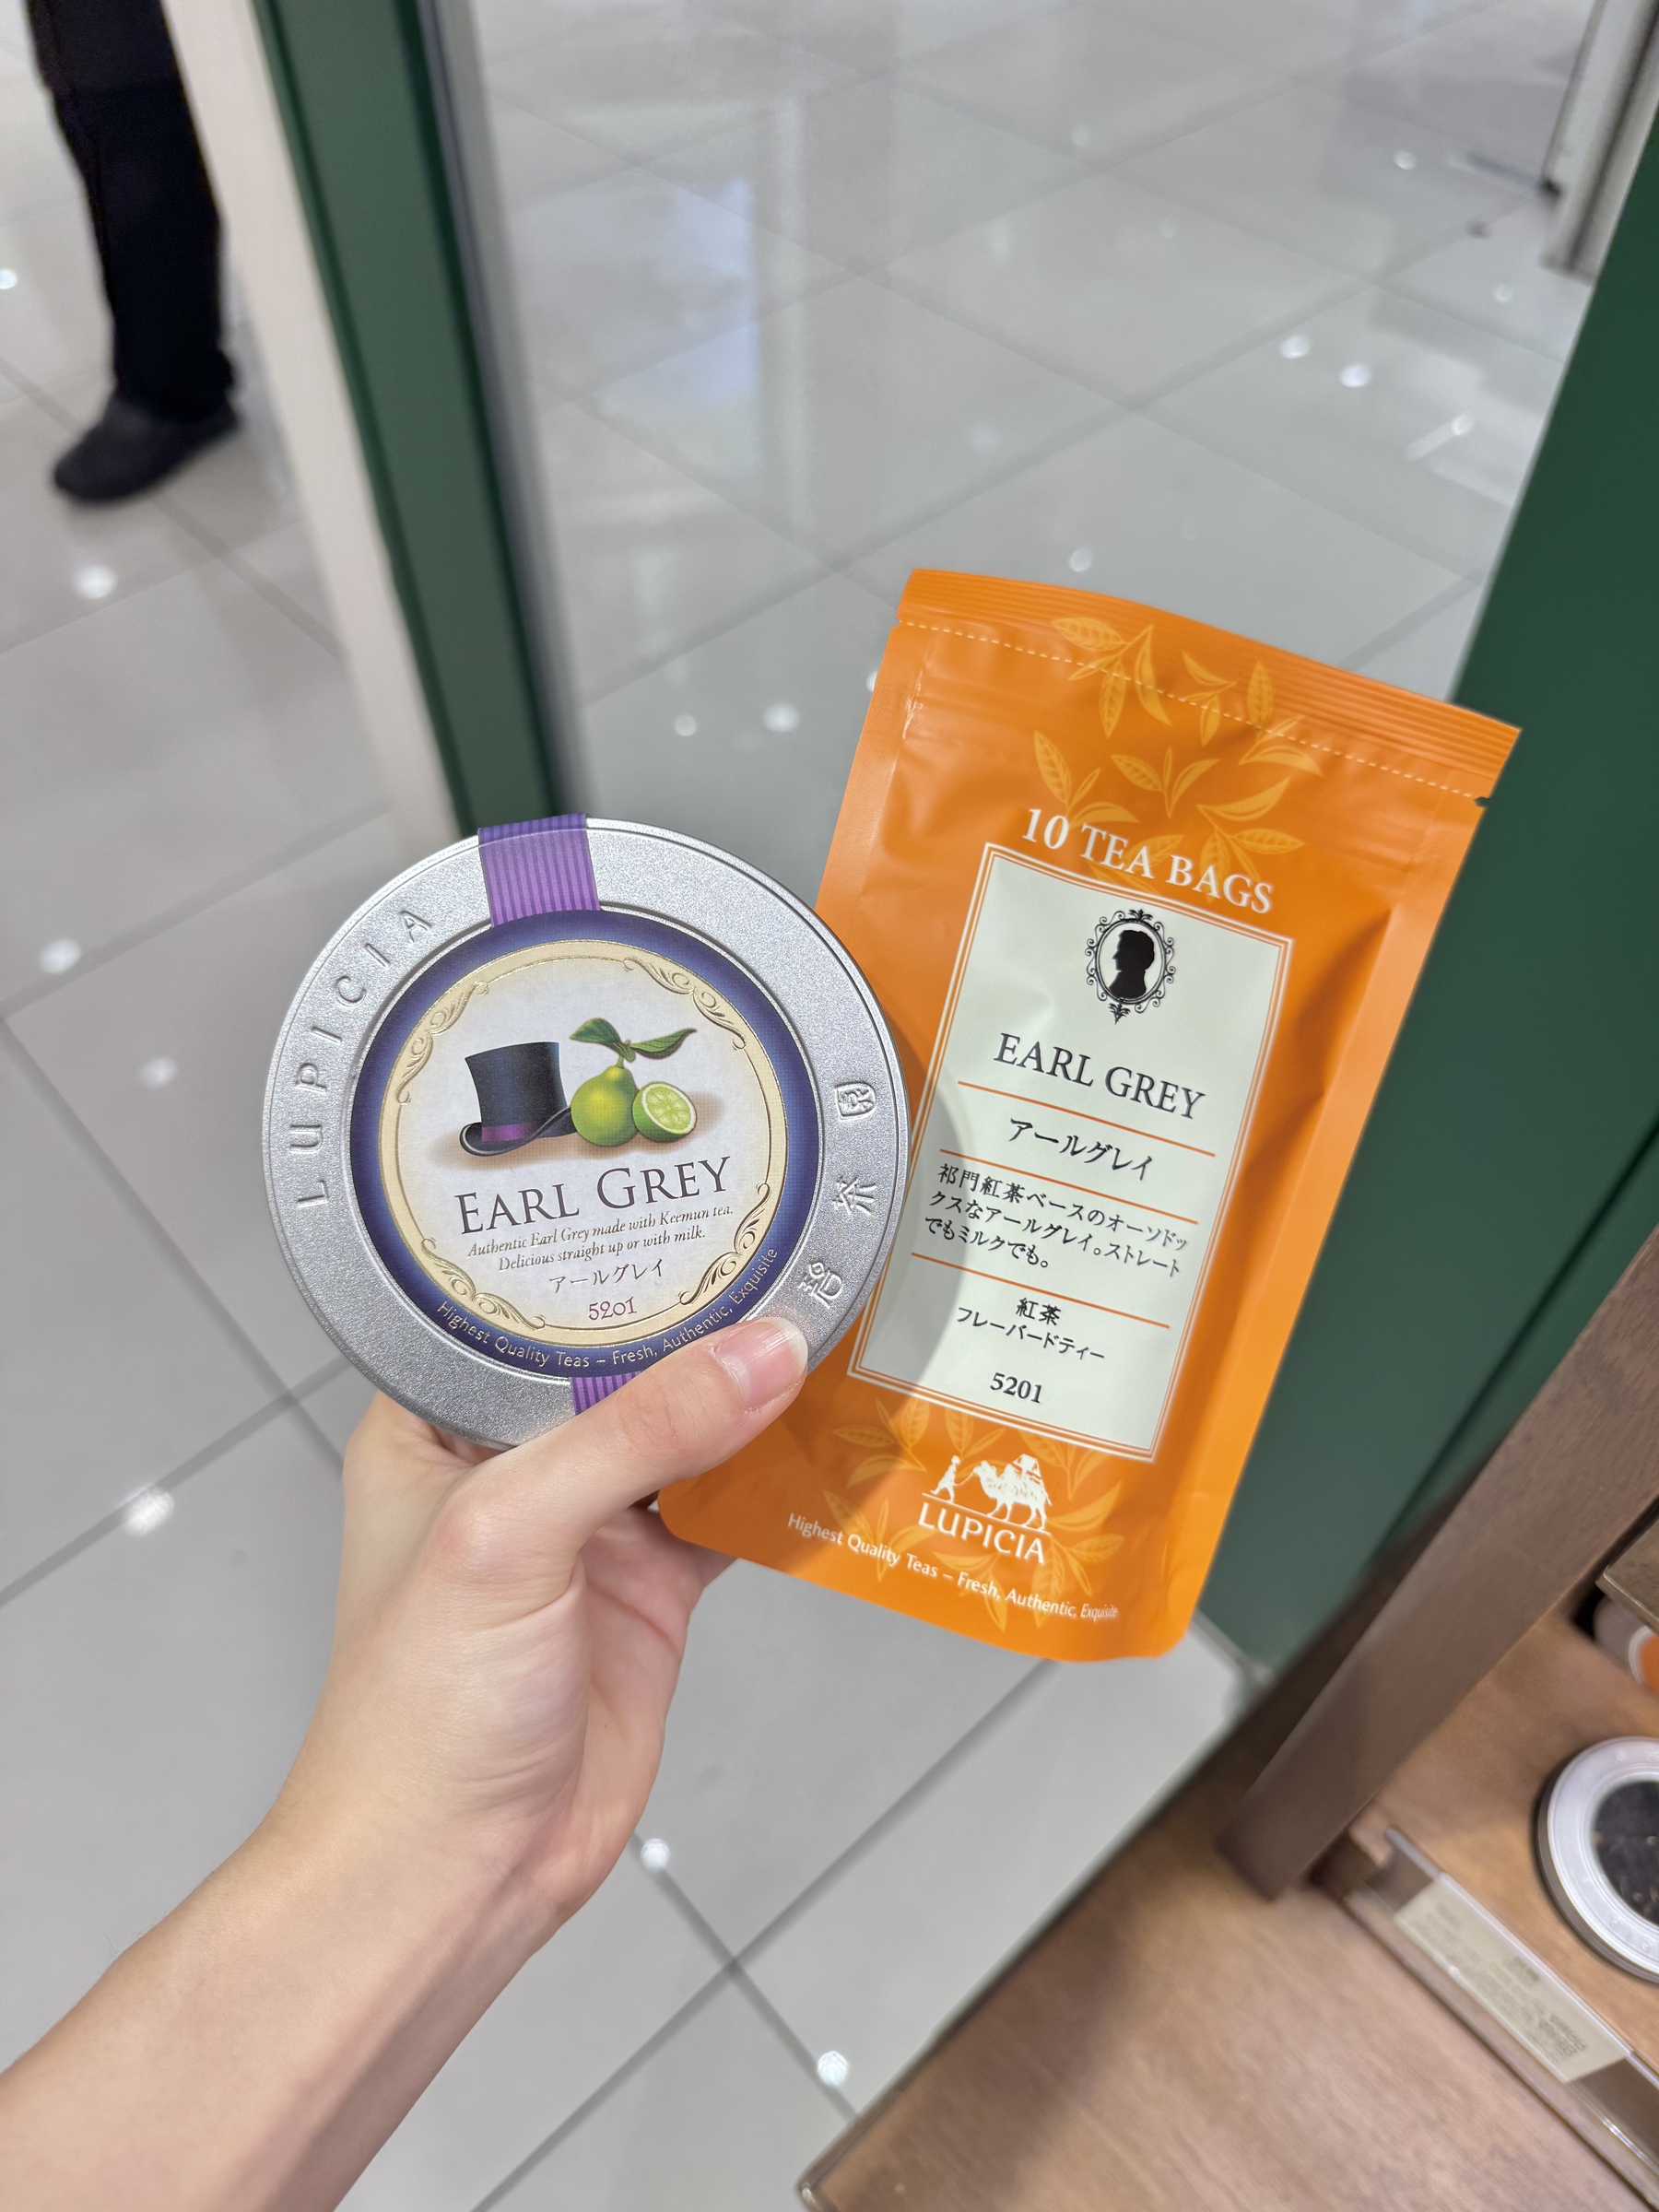 LUPICIA
碧茶園
EARL GREY
Authentic Earl Grey made with Keemun tea.
Delicious straight up or with milk.
アールグレイ
5201
Highest Quality Teas – Fresh, Authentic, Exquisite
10 TEA BAGS
EARL GREY
アールグレイ
祁門紅茶ベースのオーソドッ
クスなアールグレイ。ストレート
でもミルクでも。
紅茶
フレーバードティー
5201
LUPICIA
Highest Quality Teas – Fresh, Authentic, Exquisite